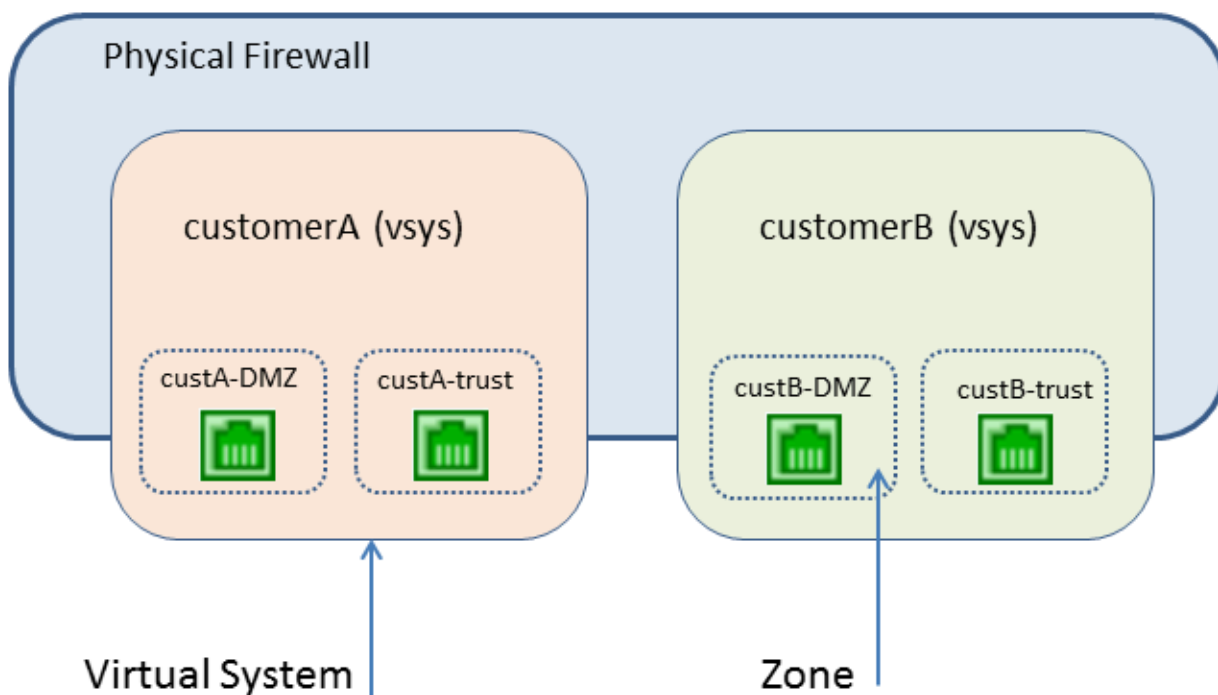 Physical Firewall
customerA (vsys)
customerB (vsys)
custA-DMZ
custA-trust
custB-DMZ
custB-trust
Virtual System
Zone